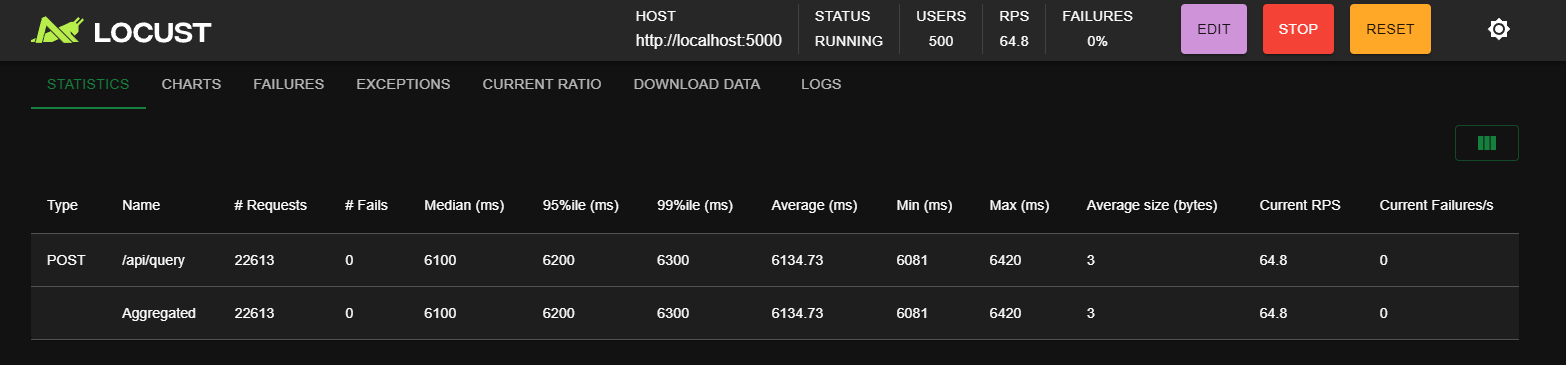 LOCUST
HOST STATUS USERS RPS FAILURES
http://localhost:5000 RUNNING 500 64.8 0%
EDIT STOP RESET
STATISTICS CHARTS FAILURES EXCEPTIONS CURRENT RATIO DOWNLOAD DATA LOGS
Type Name # Requests # Fails Median (ms) 95%ile (ms) 99%ile (ms) Average (ms) Min (ms) Max (ms) Average size (bytes) Current RPS Current Failures/s
POST /api/query 22613 0 6100 6200 6300 6134.73 6081 6420 3 64.8 0
Aggregated 22613 0 6100 6200 6300 6134.73 6081 6420 3 64.8 0